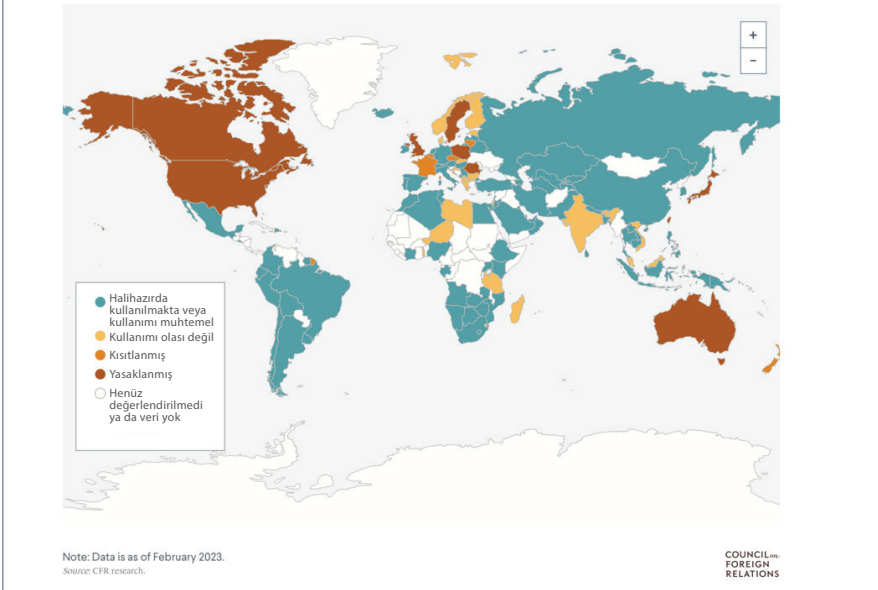 +
−
Halihazırda
kullanılmakta veya
kullanımı muhtemel
Kullanımı olası değil
Kısıtlanmış
Yasaklanmış
Henüz
değerlendirilmedi
ya da veri yok
Note: Data is as of February 2023.
Source: CFR research.
COUNCIL on
FOREIGN
RELATIONS